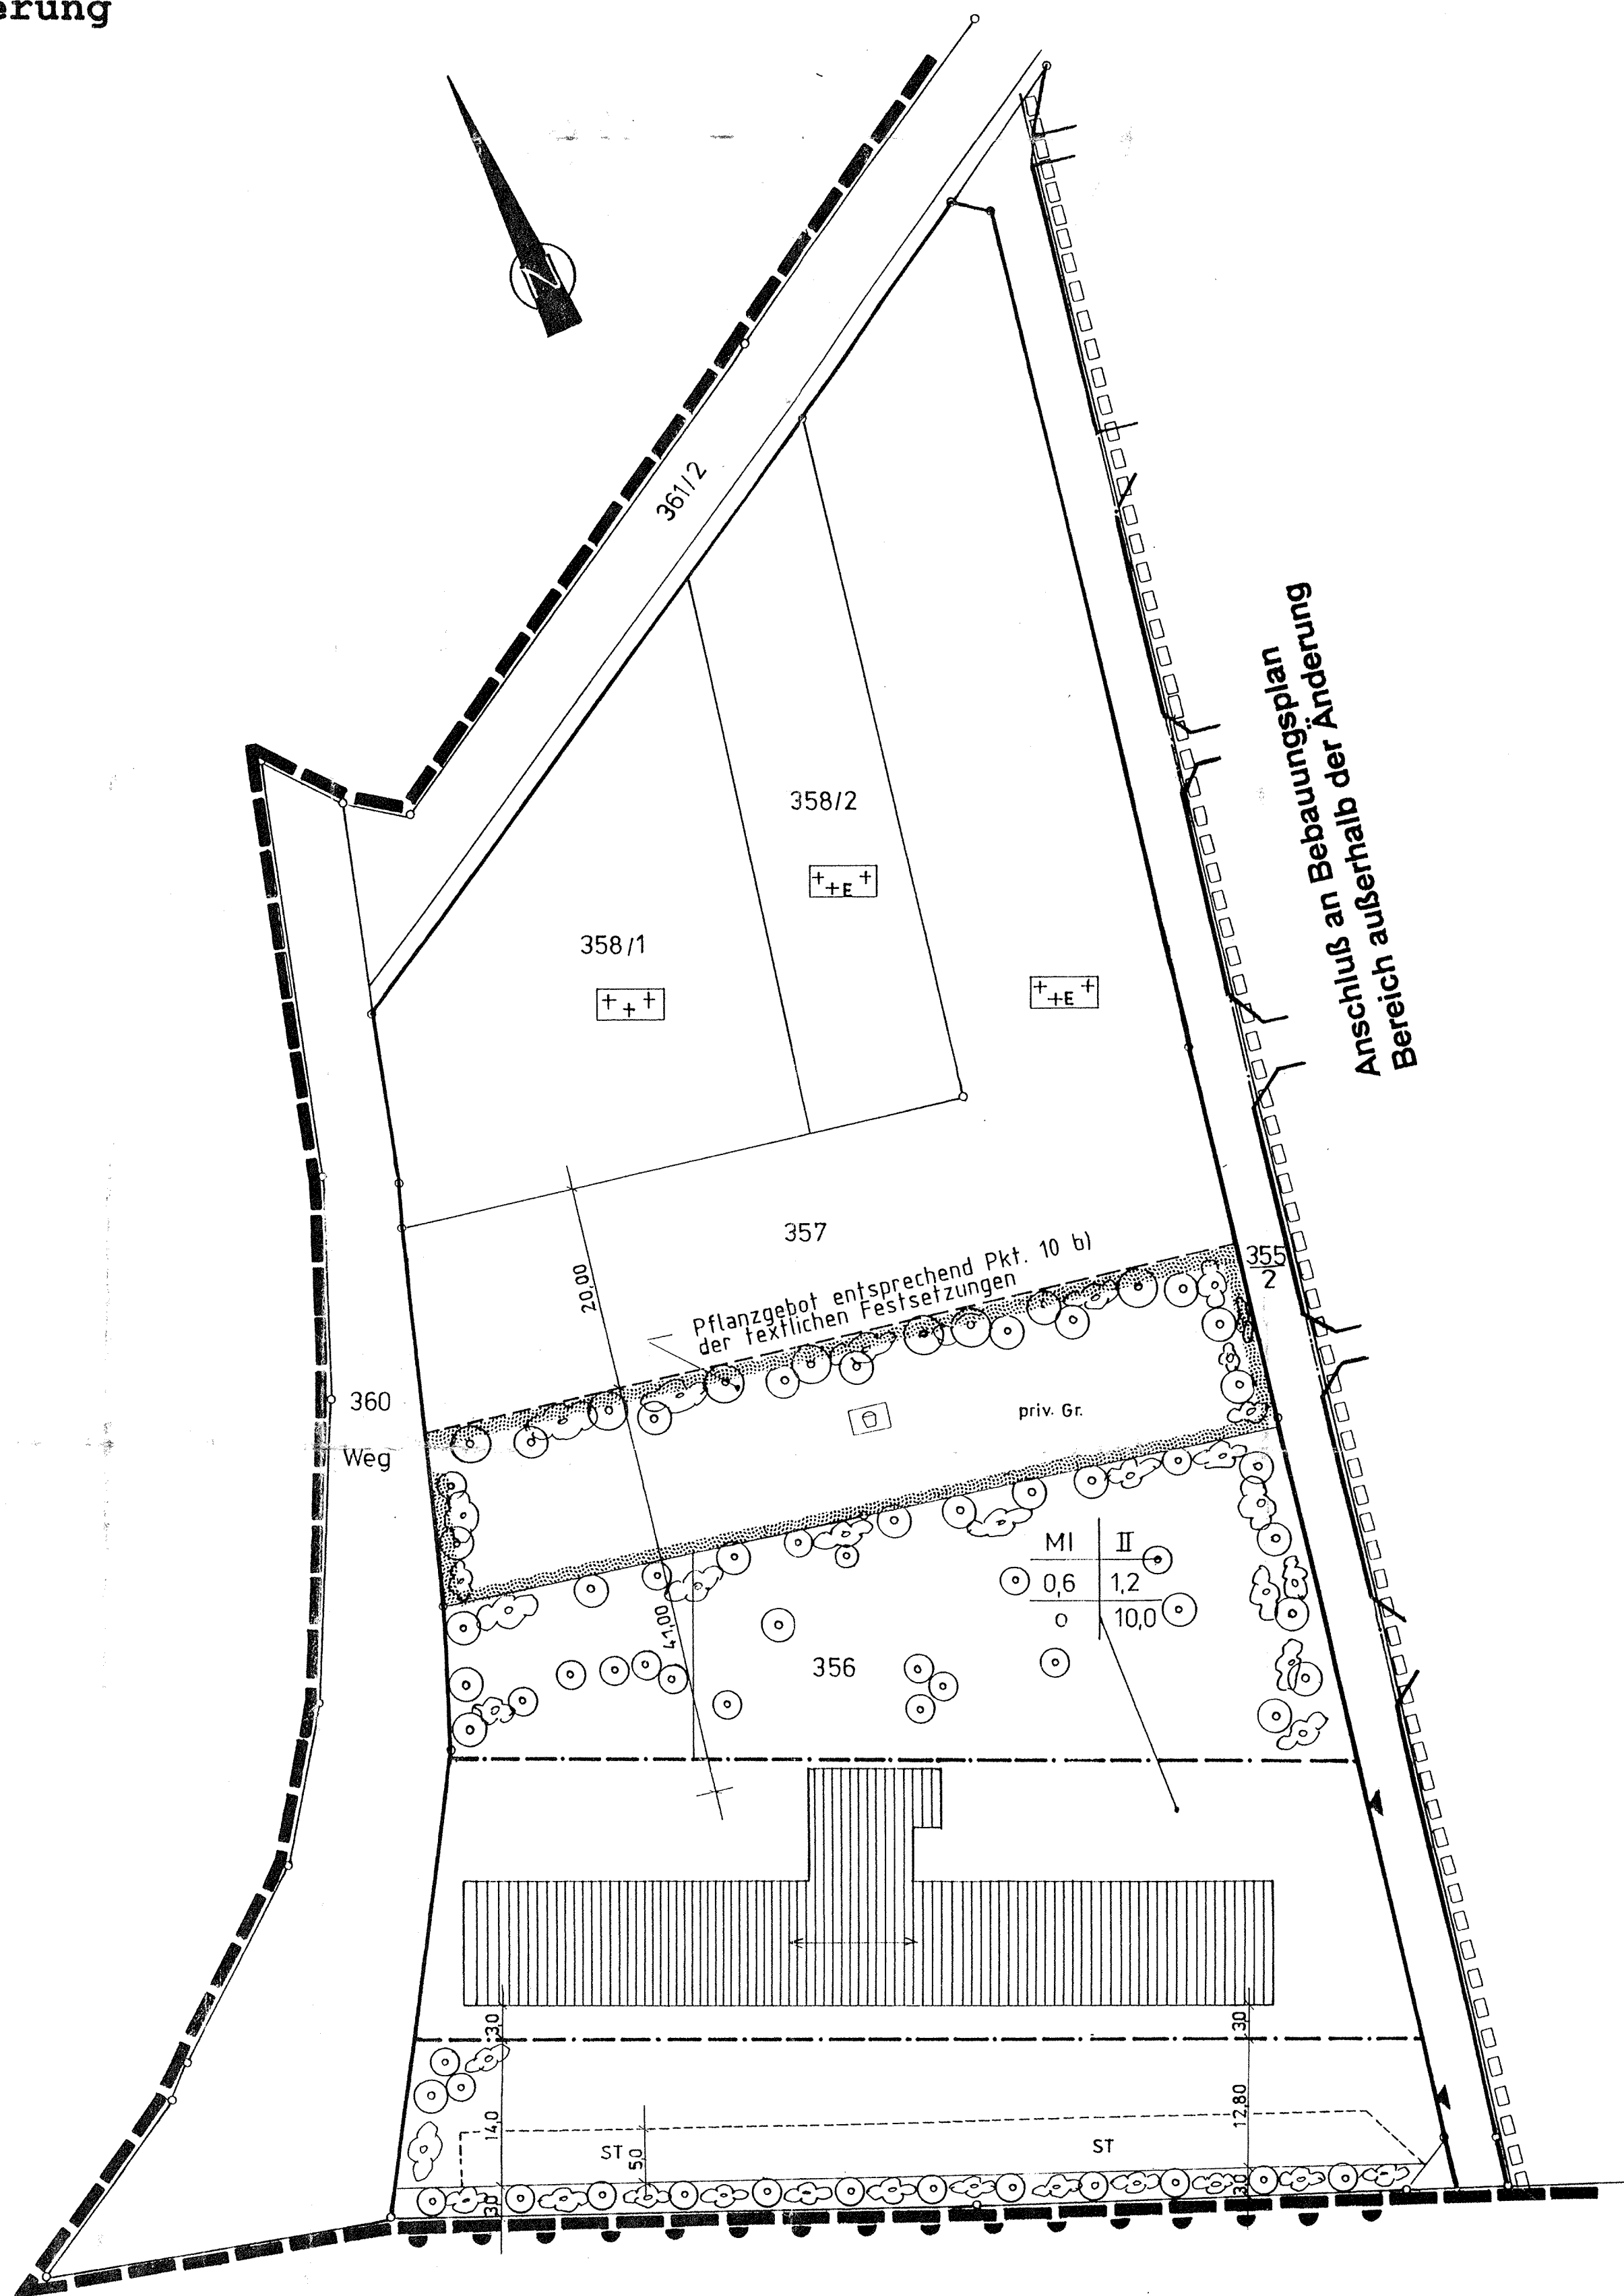 erung
N
361/2
358/2
+ + E +
358/1
+ + +
+ + E +
Anschluß an Bebauungsplan
Bereich außerhalb der Änderung
357
20,00
Pflanzgebot entsprechend Pkt. 10 b)
der textlichen Festsetzungen
355
2
360
Weg
priv. Gr.
MI II
0,6 1,2
o 10,0
41,00
356
3,0
3,0
14,0
12,80
ST
5,0
ST
3,0
3,0